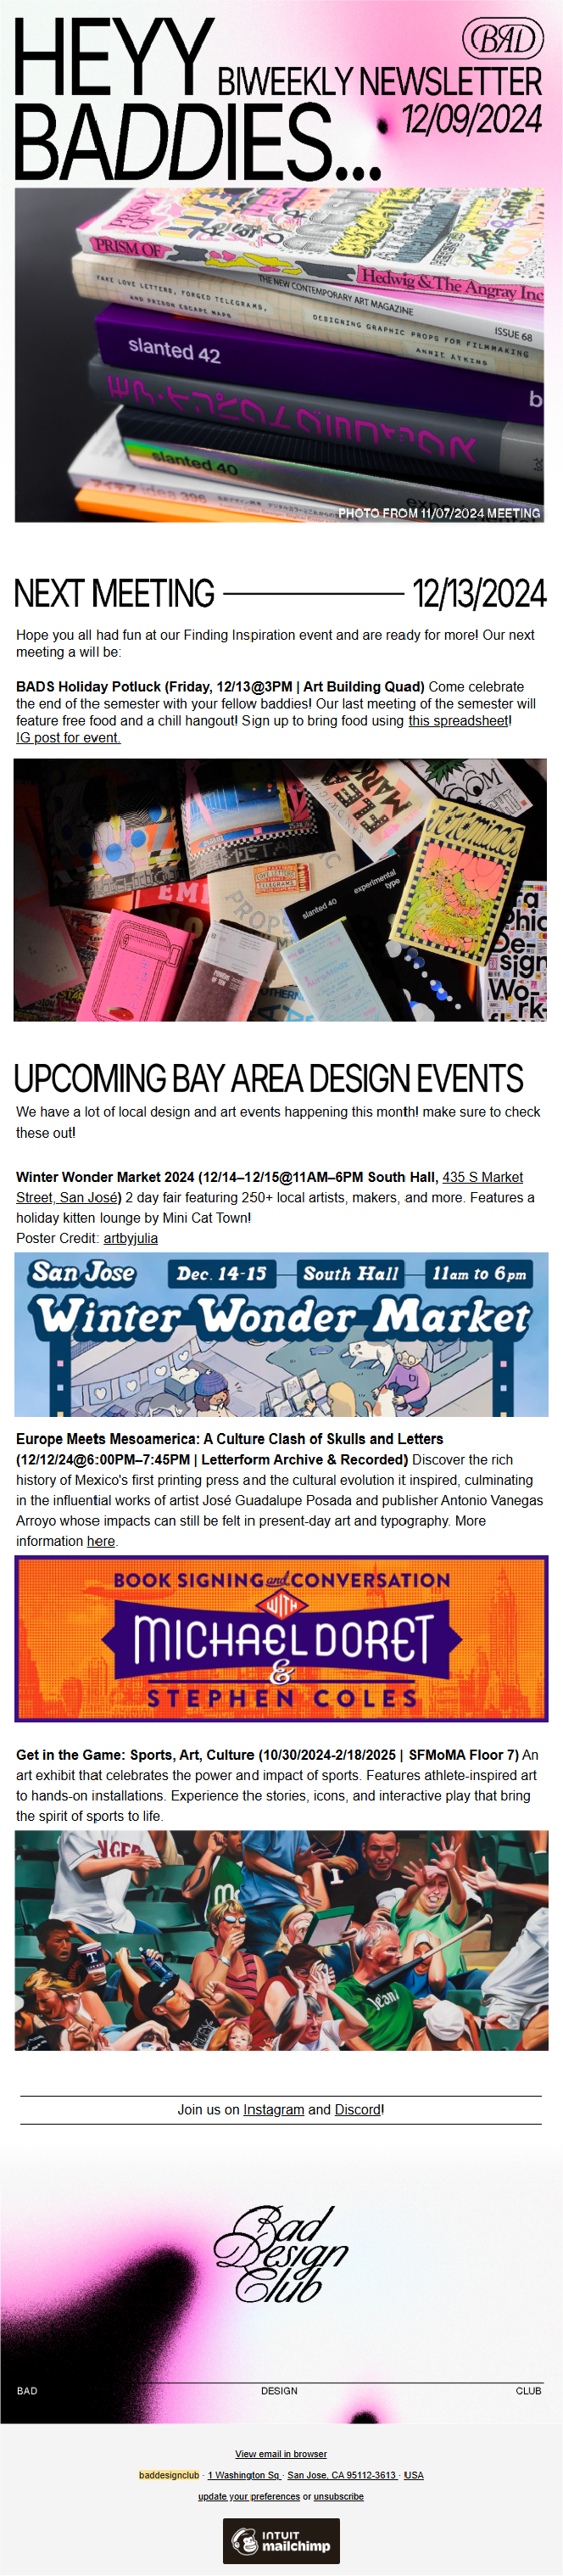 HEYY
BAD
BIWEEKLY NEWSLETTER
BADDIES...
12/09/2024
PRISM OF
Hedwig & The Angray Inc
THE NEW CONTEMPORARY ART MAGAZINE
ISSUE 68
FAKE LOVE LETTERS, FORGED TELEGRAMS,
AND PRISON ESCAPE MAPS
DESIGNING GRAPHIC PROPS FOR FILMMAKING
ANNIE ATKINS
slanted 42
b
slanted 40
idea 396
PHOTO FROM 11/07/2024 MEETING
NEXT MEETING
12/13/2024
Hope you all had fun at our Finding Inspiration event and are ready for more! Our next
meeting a will be:
BADS Holiday Potluck (Friday, 12/13@3PM | Art Building Quad) Come celebrate
the end of the semester with your fellow baddies! Our last meeting of the semester will
feature free food and a chill hangout! Sign up to bring food using this spreadsheet!
IG post for event.
slanted 40
experimental
type
PROPS
a
Phic
De-
sign
Work-
UPCOMING BAY AREA DESIGN EVENTS
We have a lot of local design and art events happening this month! make sure to check
these out!
Winter Wonder Market 2024 (12/14–12/15@11AM–6PM South Hall, 435 S Market
Street, San José) 2 day fair featuring 250+ local artists, makers, and more. Features a
holiday kitten lounge by Mini Cat Town!
Poster Credit: artbyjulia
San Jose
Dec. 14-15
South Hall
11am to 6pm
Winter Wonder Market
Europe Meets Mesoamerica: A Culture Clash of Skulls and Letters
(12/12/24@6:00PM–7:45PM | Letterform Archive & Recorded) Discover the rich
history of Mexico's first printing press and the cultural evolution it inspired, culminating
in the influential works of artist José Guadalupe Posada and publisher Antonio Vanegas
Arroyo whose impacts can still be felt in present-day art and typography. More
information here.
BOOK SIGNING and CONVERSATION
WITH
MICHAEL DORET
&
STEPHEN COLES
Get in the Game: Sports, Art, Culture (10/30/2024-2/18/2025 | SFMoMA Floor 7) An
art exhibit that celebrates the power and impact of sports. Features athlete-inspired art
to hands-on installations. Experience the stories, icons, and interactive play that bring
the spirit of sports to life.
Join us on Instagram and Discord!
Bad
Design
Club
BAD
DESIGN
CLUB
View email in browser
baddesignclub · 1 Washington Sq · San Jose, CA 95112-3613 · USA
update your preferences or unsubscribe
INTUIT
mailchimp